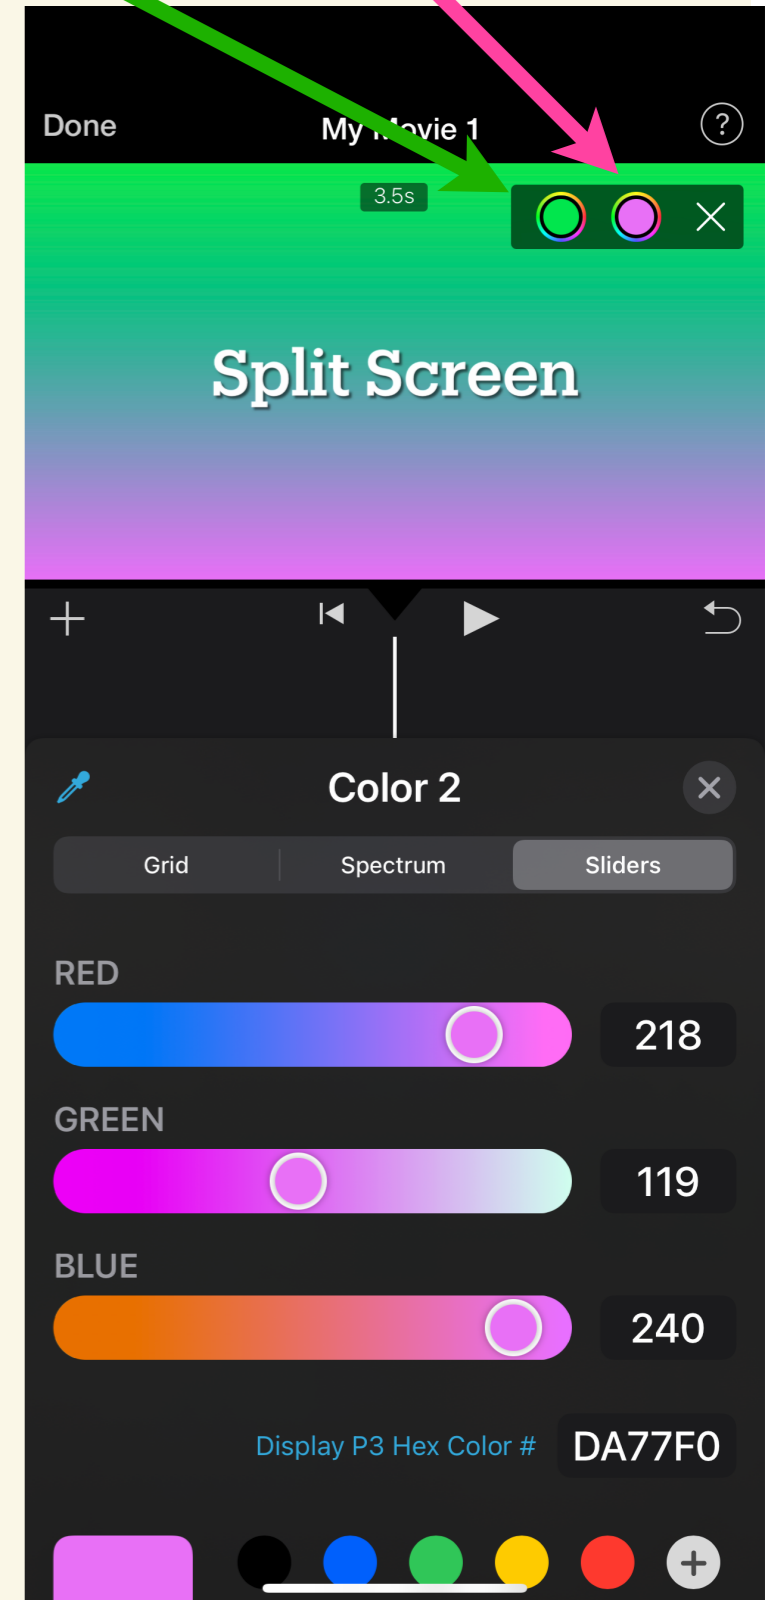 Done
My Movie 1
?
3.5s
Split Screen
Color 2
Grid
Spectrum
Sliders
RED
218
GREEN
119
BLUE
240
Display P3 Hex Color #
DA77F0